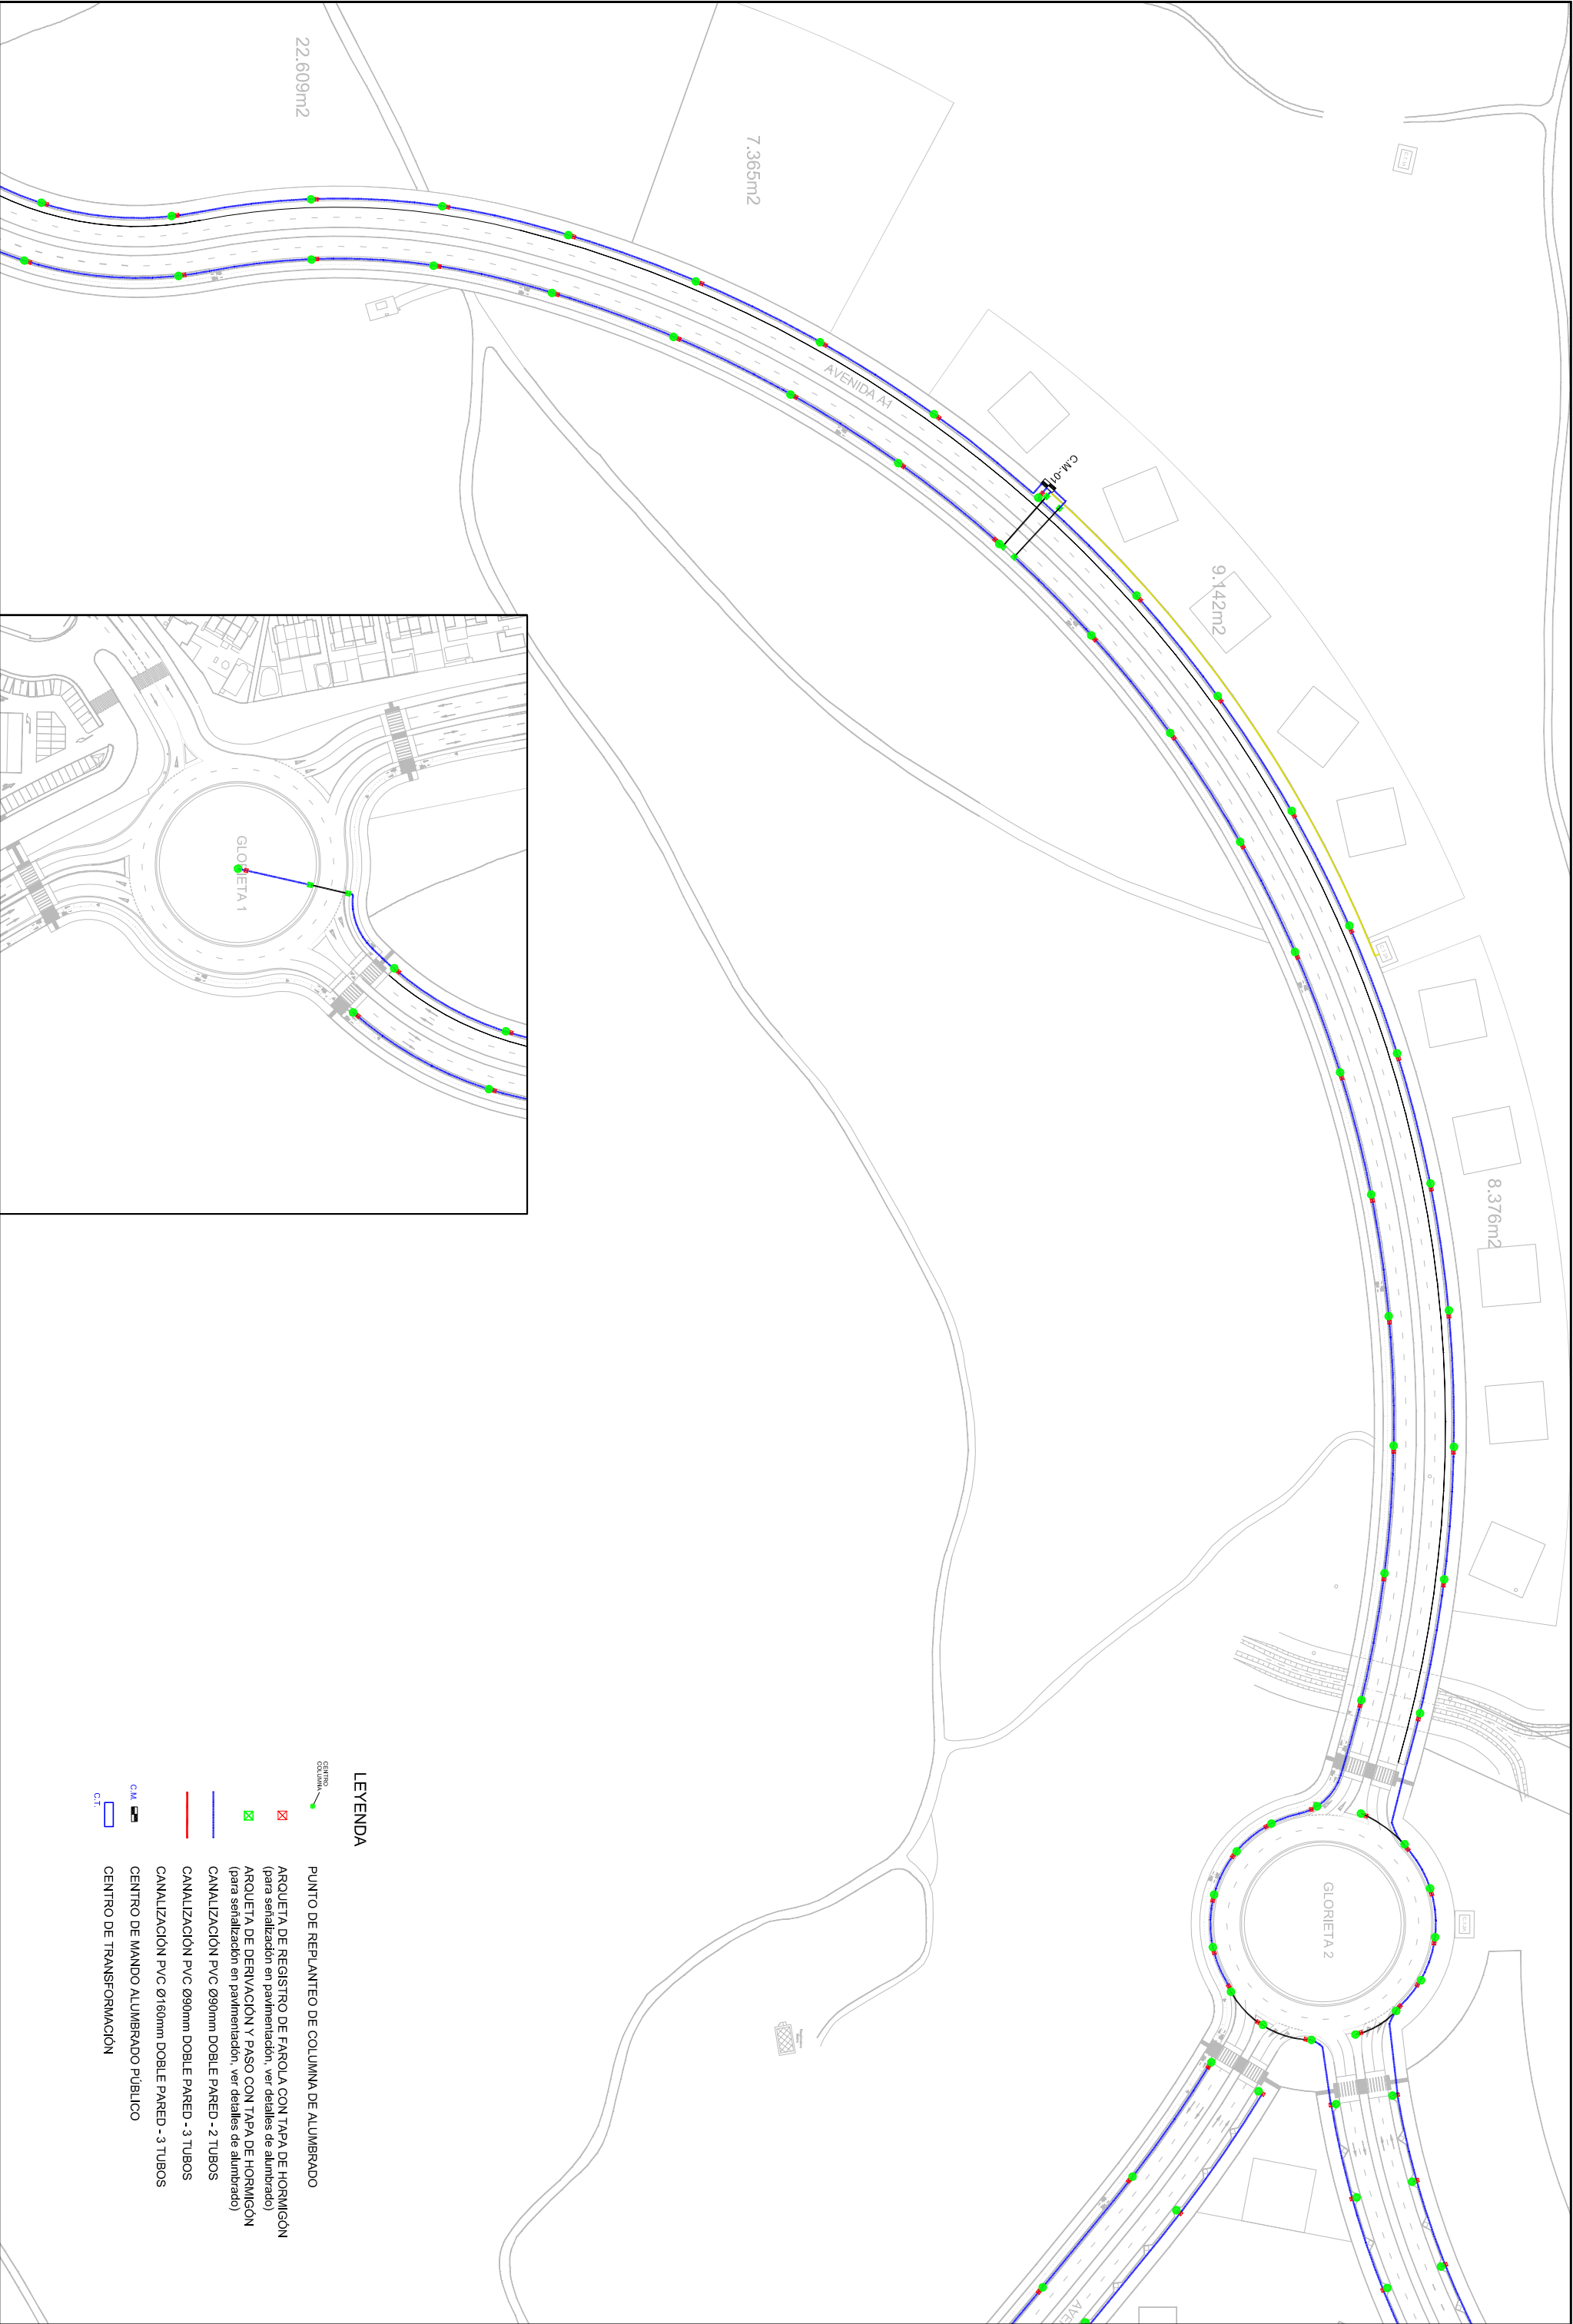 22.609m2
7.365m2
AVENIDA A1
C.M.-01
9.142m2
8.376m2
GLORIETA 1
GLORIETA 2
LEYENDA
CENTRO
COLUMNA
PUNTO DE REPLANTEO DE COLUMNA DE ALUMBRADO
ARQUETA DE REGISTRO DE FAROLA CON TAPA DE HORMIGÓN
(para señalización en pavimentación, ver detalles de alumbrado)
ARQUETA DE DERIVACIÓN Y PASO CON TAPA DE HORMIGÓN
(para señalización en pavimentación, ver detalles de alumbrado)
CANALIZACIÓN PVC Ø90mm DOBLE PARED - 2 TUBOS
CANALIZACIÓN PVC Ø90mm DOBLE PARED - 3 TUBOS
CANALIZACIÓN PVC Ø160mm DOBLE PARED - 3 TUBOS
C.M.
CENTRO DE MANDO ALUMBRADO PÚBLICO
C.T.
CENTRO DE TRANSFORMACIÓN